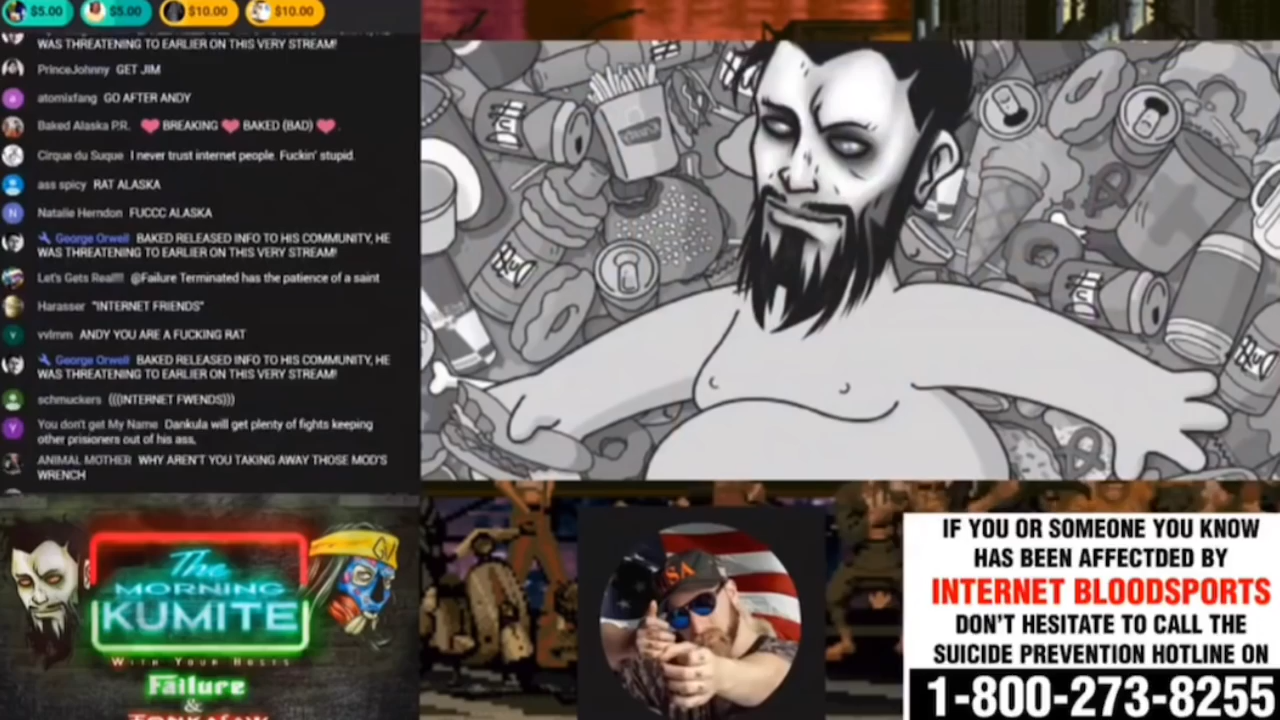 $5.00 $5.00 $10.00 $10.00
WAS THREATENING TO EARLIER ON THIS VERY STREAM!
PrinceJohnny GET JIM
atomixfang GO AFTER ANDY
Baked Alaska P.R. ❤BREAKING❤BAKED (BAD)❤.
Cirque du Suque I never trust internet people. Fuckin' stupid.
ass spicy RAT ALASKA
N Natalie Herndon FUCCC ALASKA
George Orwell BAKED RELEASED INFO TO HIS COMMUNITY, HE
WAS THREATENING TO EARLIER ON THIS VERY STREAM!
Let's Gets Real!!!! @Failure Terminated has the patience of a saint
Harasser "INTERNET FRIENDS"
V vvlmm ANDY YOU ARE A FUCKING RAT
George Orwell BAKED RELEASED INFO TO HIS COMMUNITY, HE
WAS THREATENING TO EARLIER ON THIS VERY STREAM!
schmuckers (((INTERNET FWENDS)))
Y You don't get My Name Dankula will get plenty of fights keeping
other prisioners out of his ass,
ANIMAL MOTHER WHY AREN'T YOU TAKING AWAY THOSE MOD'S
WRENCH
The
MORNING
KUMITE
With Your Hosts
Failure
&
IF YOU OR SOMEONE YOU KNOW
HAS BEEN AFFECTDED BY
INTERNET BLOODSPORTS
DON'T HESITATE TO CALL THE
SUICIDE PREVENTION HOTLINE ON
1-800-273-8255